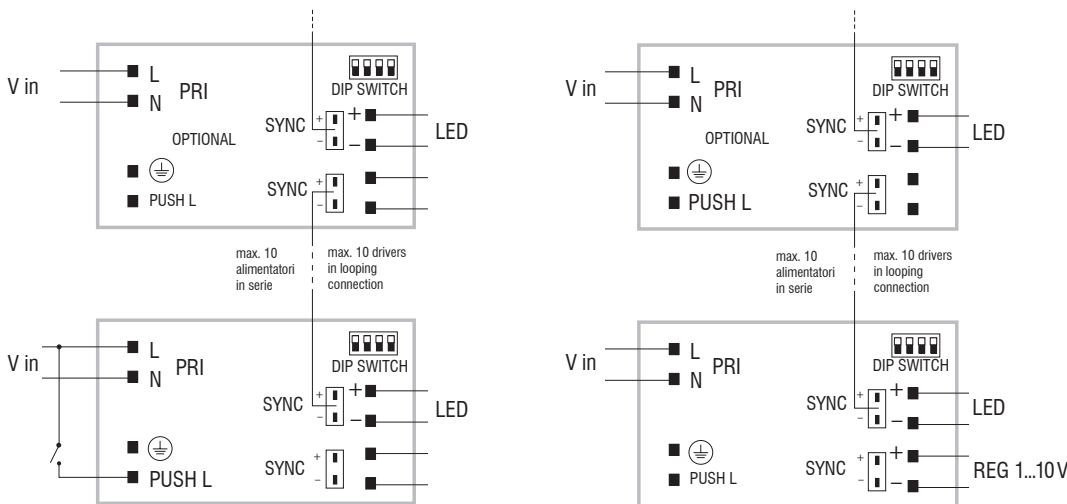 DIP SWITCH
V in
L
N
PRI
OPTIONAL
SYNC
+
−
+
−
LED
PUSH L
SYNC
+
−
max. 10
alimentatori
in serie
max. 10 drivers
in looping
connection
DIP SWITCH
V in
L
N
PRI
SYNC
+
−
+
−
LED
PUSH L
SYNC
+
−
DIP SWITCH
V in
L
N
PRI
OPTIONAL
SYNC
+
−
+
−
LED
PUSH L
SYNC
+
−
max. 10
alimentatori
in serie
max. 10 drivers
in looping
connection
DIP SWITCH
V in
L
N
PRI
SYNC
+
−
+
−
LED
PUSH L
SYNC
+
−
+
−
REG 1...10 V